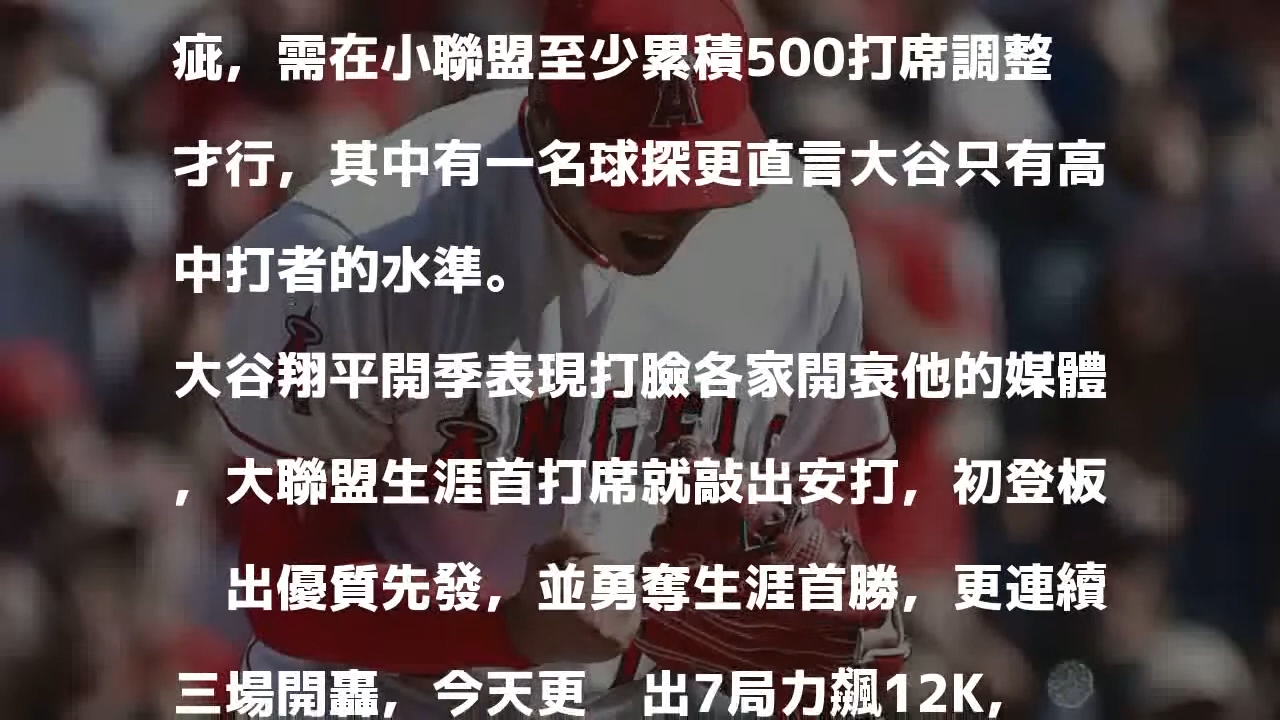 疵，需在小聯盟至少累積500打席調整
才行，其中有一名球探更直言大谷只有高
中打者的水準。
大谷翔平開季表現打臉各家開衰他的媒體
，大聯盟生涯首打席就敲出安打，初登板
　出優質先發，並勇奪生涯首勝，更連續
三場開轟，今天更　出7局力飆12K，
A
ANGELS